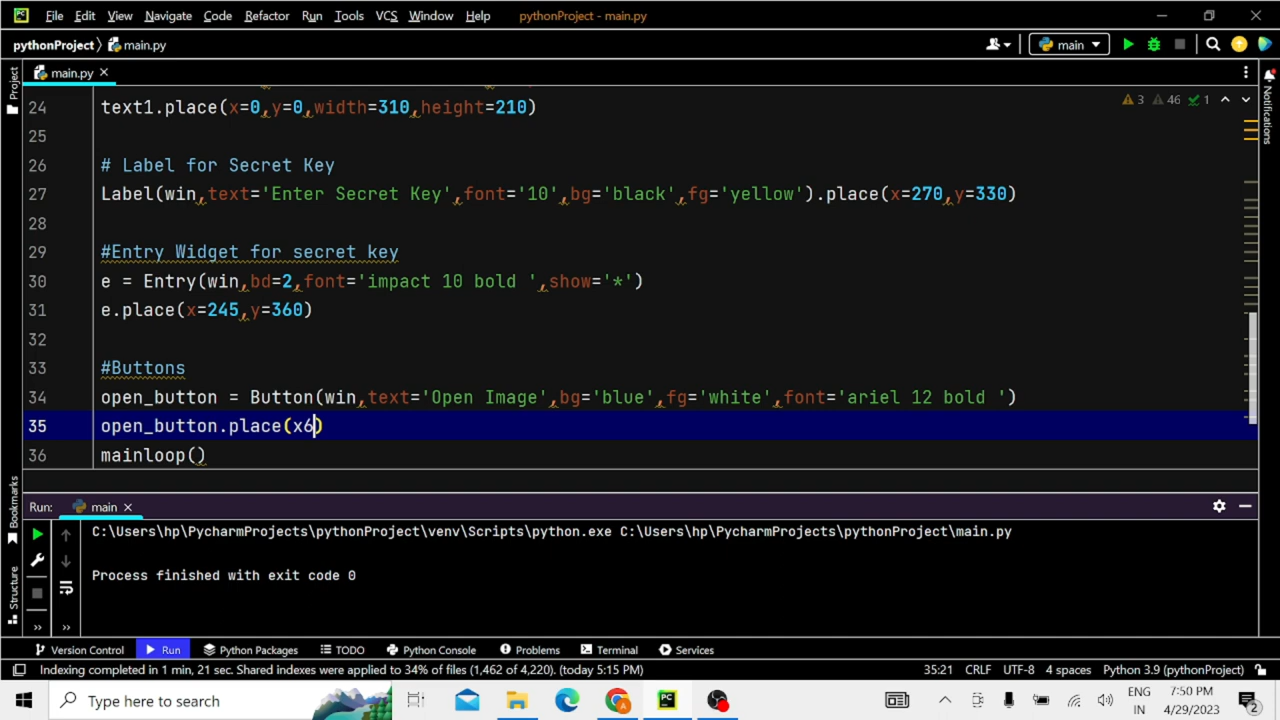 File Edit View Navigate Code Refactor Run Tools VCS Window Help pythonProject - main.py
pythonProject main.py main
main.py
Project
Notifications
3 46 1
24 text1.place(x=0,y=0,width=310,height=210)
25
26 # Label for Secret Key
27 Label(win,text='Enter Secret Key',font='10',bg='black',fg='yellow').place(x=270,y=330)
28
29 #Entry Widget for secret key
30 e = Entry(win,bd=2,font='impact 10 bold ',show='*')
31 e.place(x=245,y=360)
32
33 #Buttons
34 open_button = Button(win,text='Open Image',bg='blue',fg='white',font='ariel 12 bold ')
35 open_button.place(x6)
36 mainloop()
Bookmarks
Structure
Run: main
C:\Users\hp\PycharmProjects\pythonProject\venv\Scripts\python.exe C:\Users\hp\PycharmProjects\pythonProject\main.py
Process finished with exit code 0
Version Control Run Python Packages TODO Python Console Problems Terminal Services
Indexing completed in 1 min, 21 sec. Shared indexes were applied to 34% of files (1,462 of 4,220). (today 5:15 PM) 35:21 CRLF UTF-8 4 spaces Python 3.9 (pythonProject)
Type here to search
ENG
IN
7:50 PM
4/29/2023
2